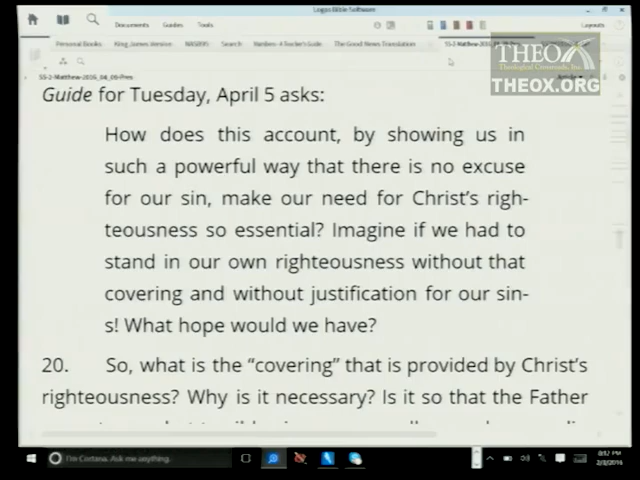 Logos Bible Software
Documents Guides Tools Layouts
Personal Books King James Version Search The Good News Translation
SS-2-Matthew-2016_04_09-Pres
THEOX
THEOX.ORG
Guide for Tuesday, April 5 asks:
How does this account, by showing us in
such a powerful way that there is no excuse
for our sin, make our need for Christ's righ-
teousness so essential? Imagine if we had to
stand in our own righteousness without that
covering and without justification for our sin-
s! What hope would we have?
20. So, what is the “covering” that is provided by Christ's
righteousness? Why is it necessary? Is it so that the Father
I'm Cortana. Ask me anything.